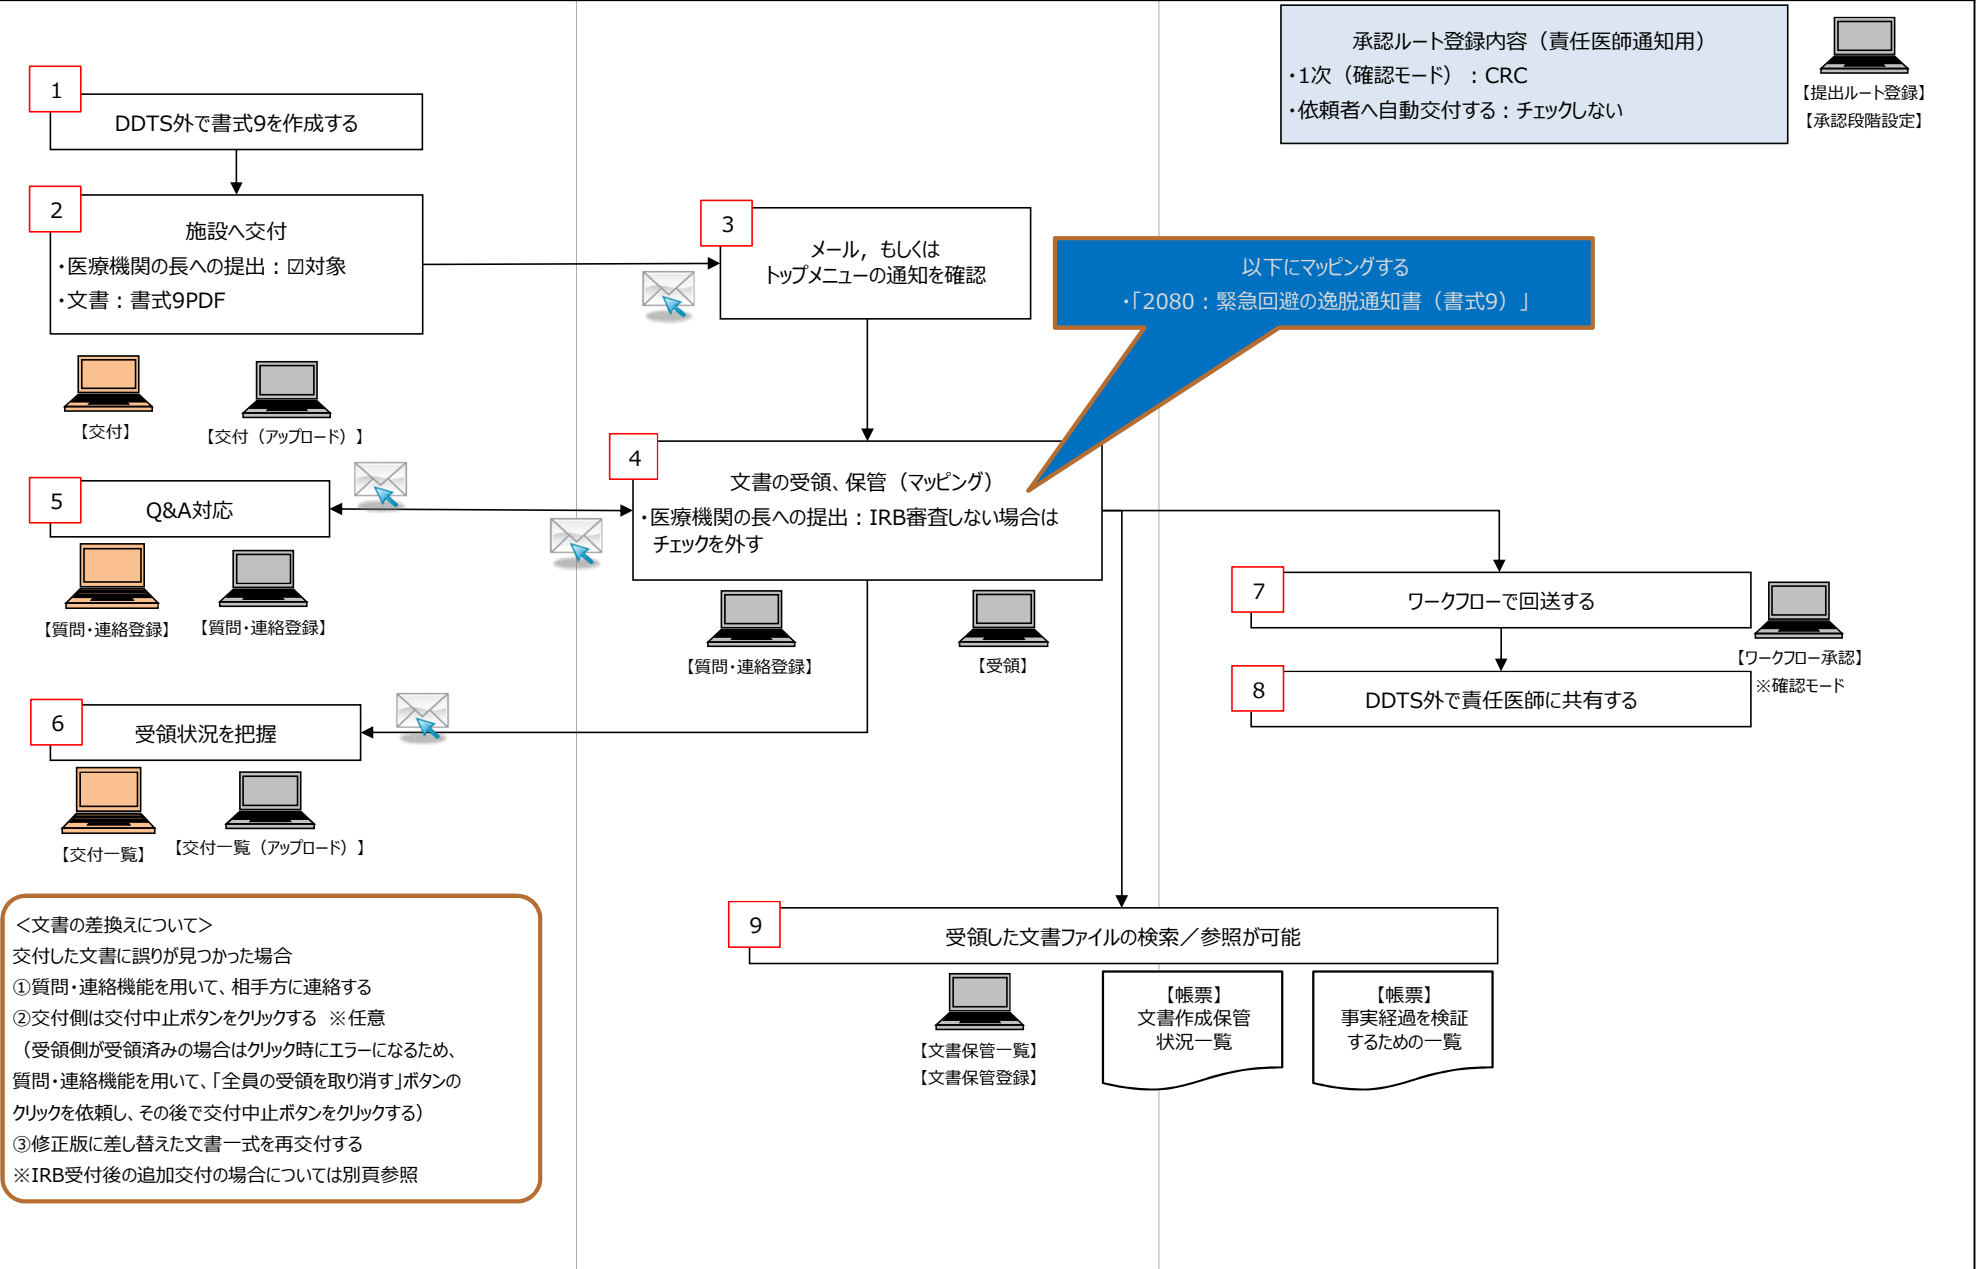 承認ルート登録内容（責任医師通知用）
・1次（確認モード）：CRC
・依頼者へ自動交付する：チェックしない
【提出ルート登録】
【承認段階設定】
1
DDTS外で書式9を作成する
2
施設へ交付
・医療機関の長への提出：☑対象
・文書：書式9PDF
【交付】
【交付（アップロード）】
3
メール，もしくは
トップメニューの通知を確認
以下にマッピングする
・「2080：緊急回避の逸脱通知書（書式9）」
4
文書の受領、保管（マッピング）
・医療機関の長への提出：IRB審査しない場合は
チェックを外す
【質問・連絡登録】
【受領】
5
Q&A対応
【質問・連絡登録】
【質問・連絡登録】
6
受領状況を把握
【交付一覧】
【交付一覧（アップロード）】
7
ワークフローで回送する
【ワークフロー承認】
※確認モード
8
DDTS外で責任医師に共有する
9
受領した文書ファイルの検索／参照が可能
【文書保管一覧】
【文書保管登録】
【帳票】
文書作成保管
状況一覧
【帳票】
事実経過を検証
するための一覧
＜文書の差換えについて＞
交付した文書に誤りが見つかった場合
①質問・連絡機能を用いて、相手方に連絡する
②交付側は交付中止ボタンをクリックする ※任意
（受領側が受領済みの場合はクリック時にエラーになるため、
質問・連絡機能を用いて、「全員の受領を取り消す」ボタンの
クリックを依頼し、その後で交付中止ボタンをクリックする）
③修正版に差し替えた文書一式を再交付する
※IRB受付後の追加交付の場合については別頁参照